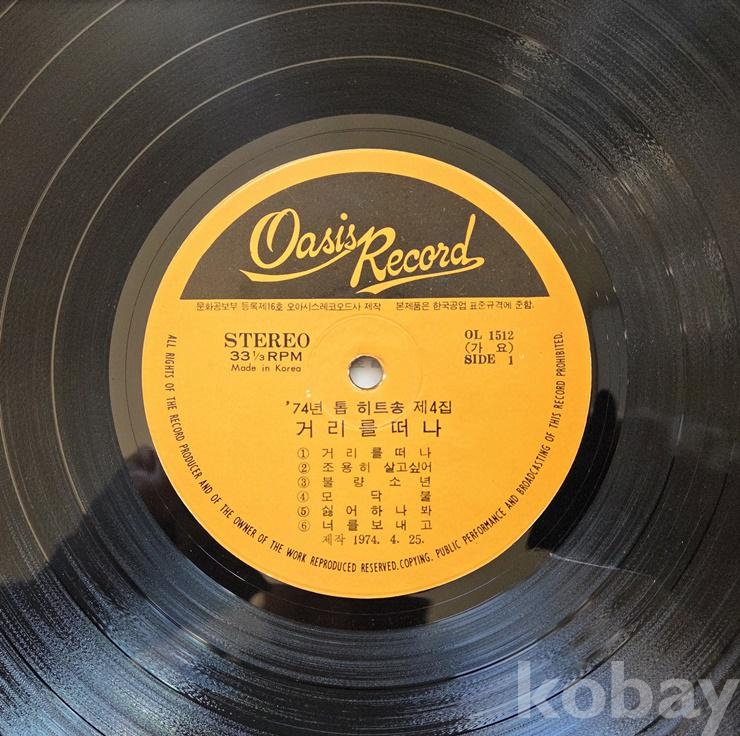 Oasis Record
문화공보부 등록제16호 오아시스레코오드사 제작 본제품은 한국공업 표준규격에 준함.
STEREO
33 1/3 RPM
Made in Korea
OL 1512
(가 요)
SIDE 1
'74년 톱 히트송 제4집
거 리 를 떠 나
① 거 리 를 떠 나
② 조용히 살고싶어
③ 불 량 소 년
④ 모 닥 불
⑤ 싫어하나봐
⑥ 너를보내고
제작 1974. 4. 25.
ALL RIGHTS OF THE RECORD PRODUCER AND OF THE OWNER OF THE WORK REPRODUCED RESERVED. COPYING, PUBLIC PERFORMANCE AND BROADCASTING OF THIS RECORD PROHIBITED.
kobay